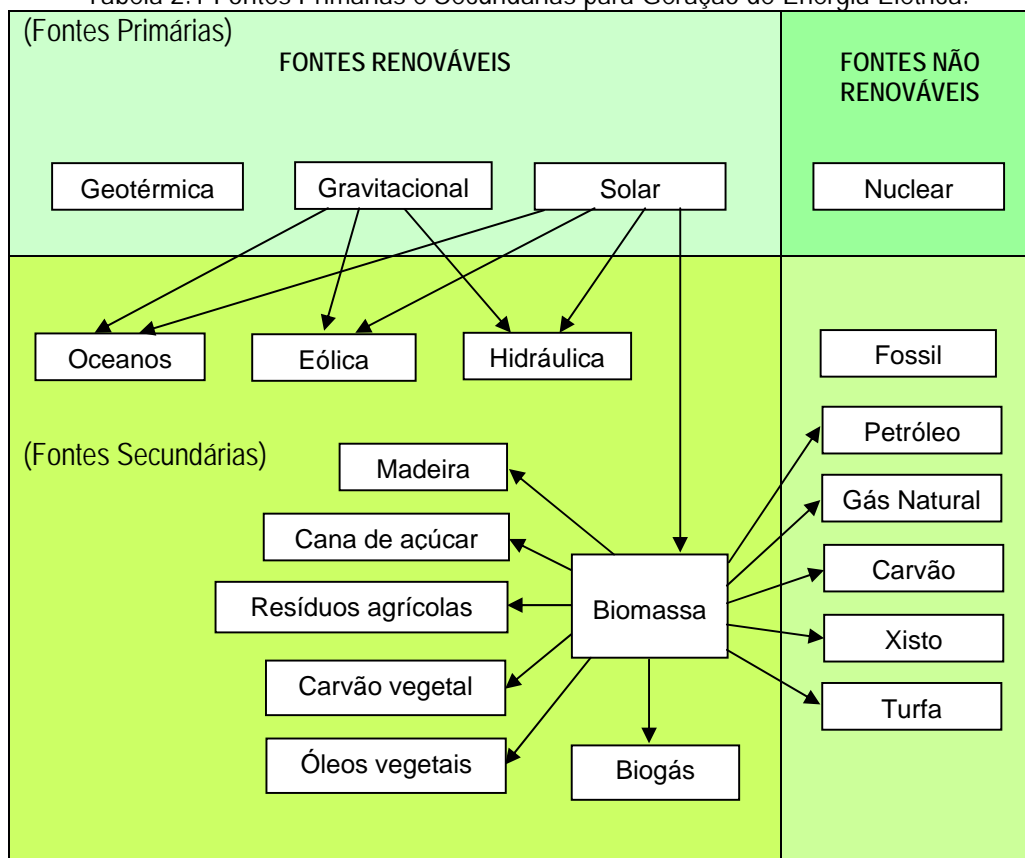 Tabela 2.1 Fontes Primárias e Secundárias para Geração de Energia Elétrica.
(Fontes Primárias)
FONTES RENOVÁVEIS
FONTES NÃO
RENOVÁVEIS
Geotérmica
Gravitacional
Solar
Nuclear
Oceanos
Eólica
Hidráulica
Fossil
(Fontes Secundárias)
Madeira
Cana de açúcar
Resíduos agrícolas
Carvão vegetal
Óleos vegetais
Biomassa
Biogás
Petróleo
Gás Natural
Carvão
Xisto
Turfa